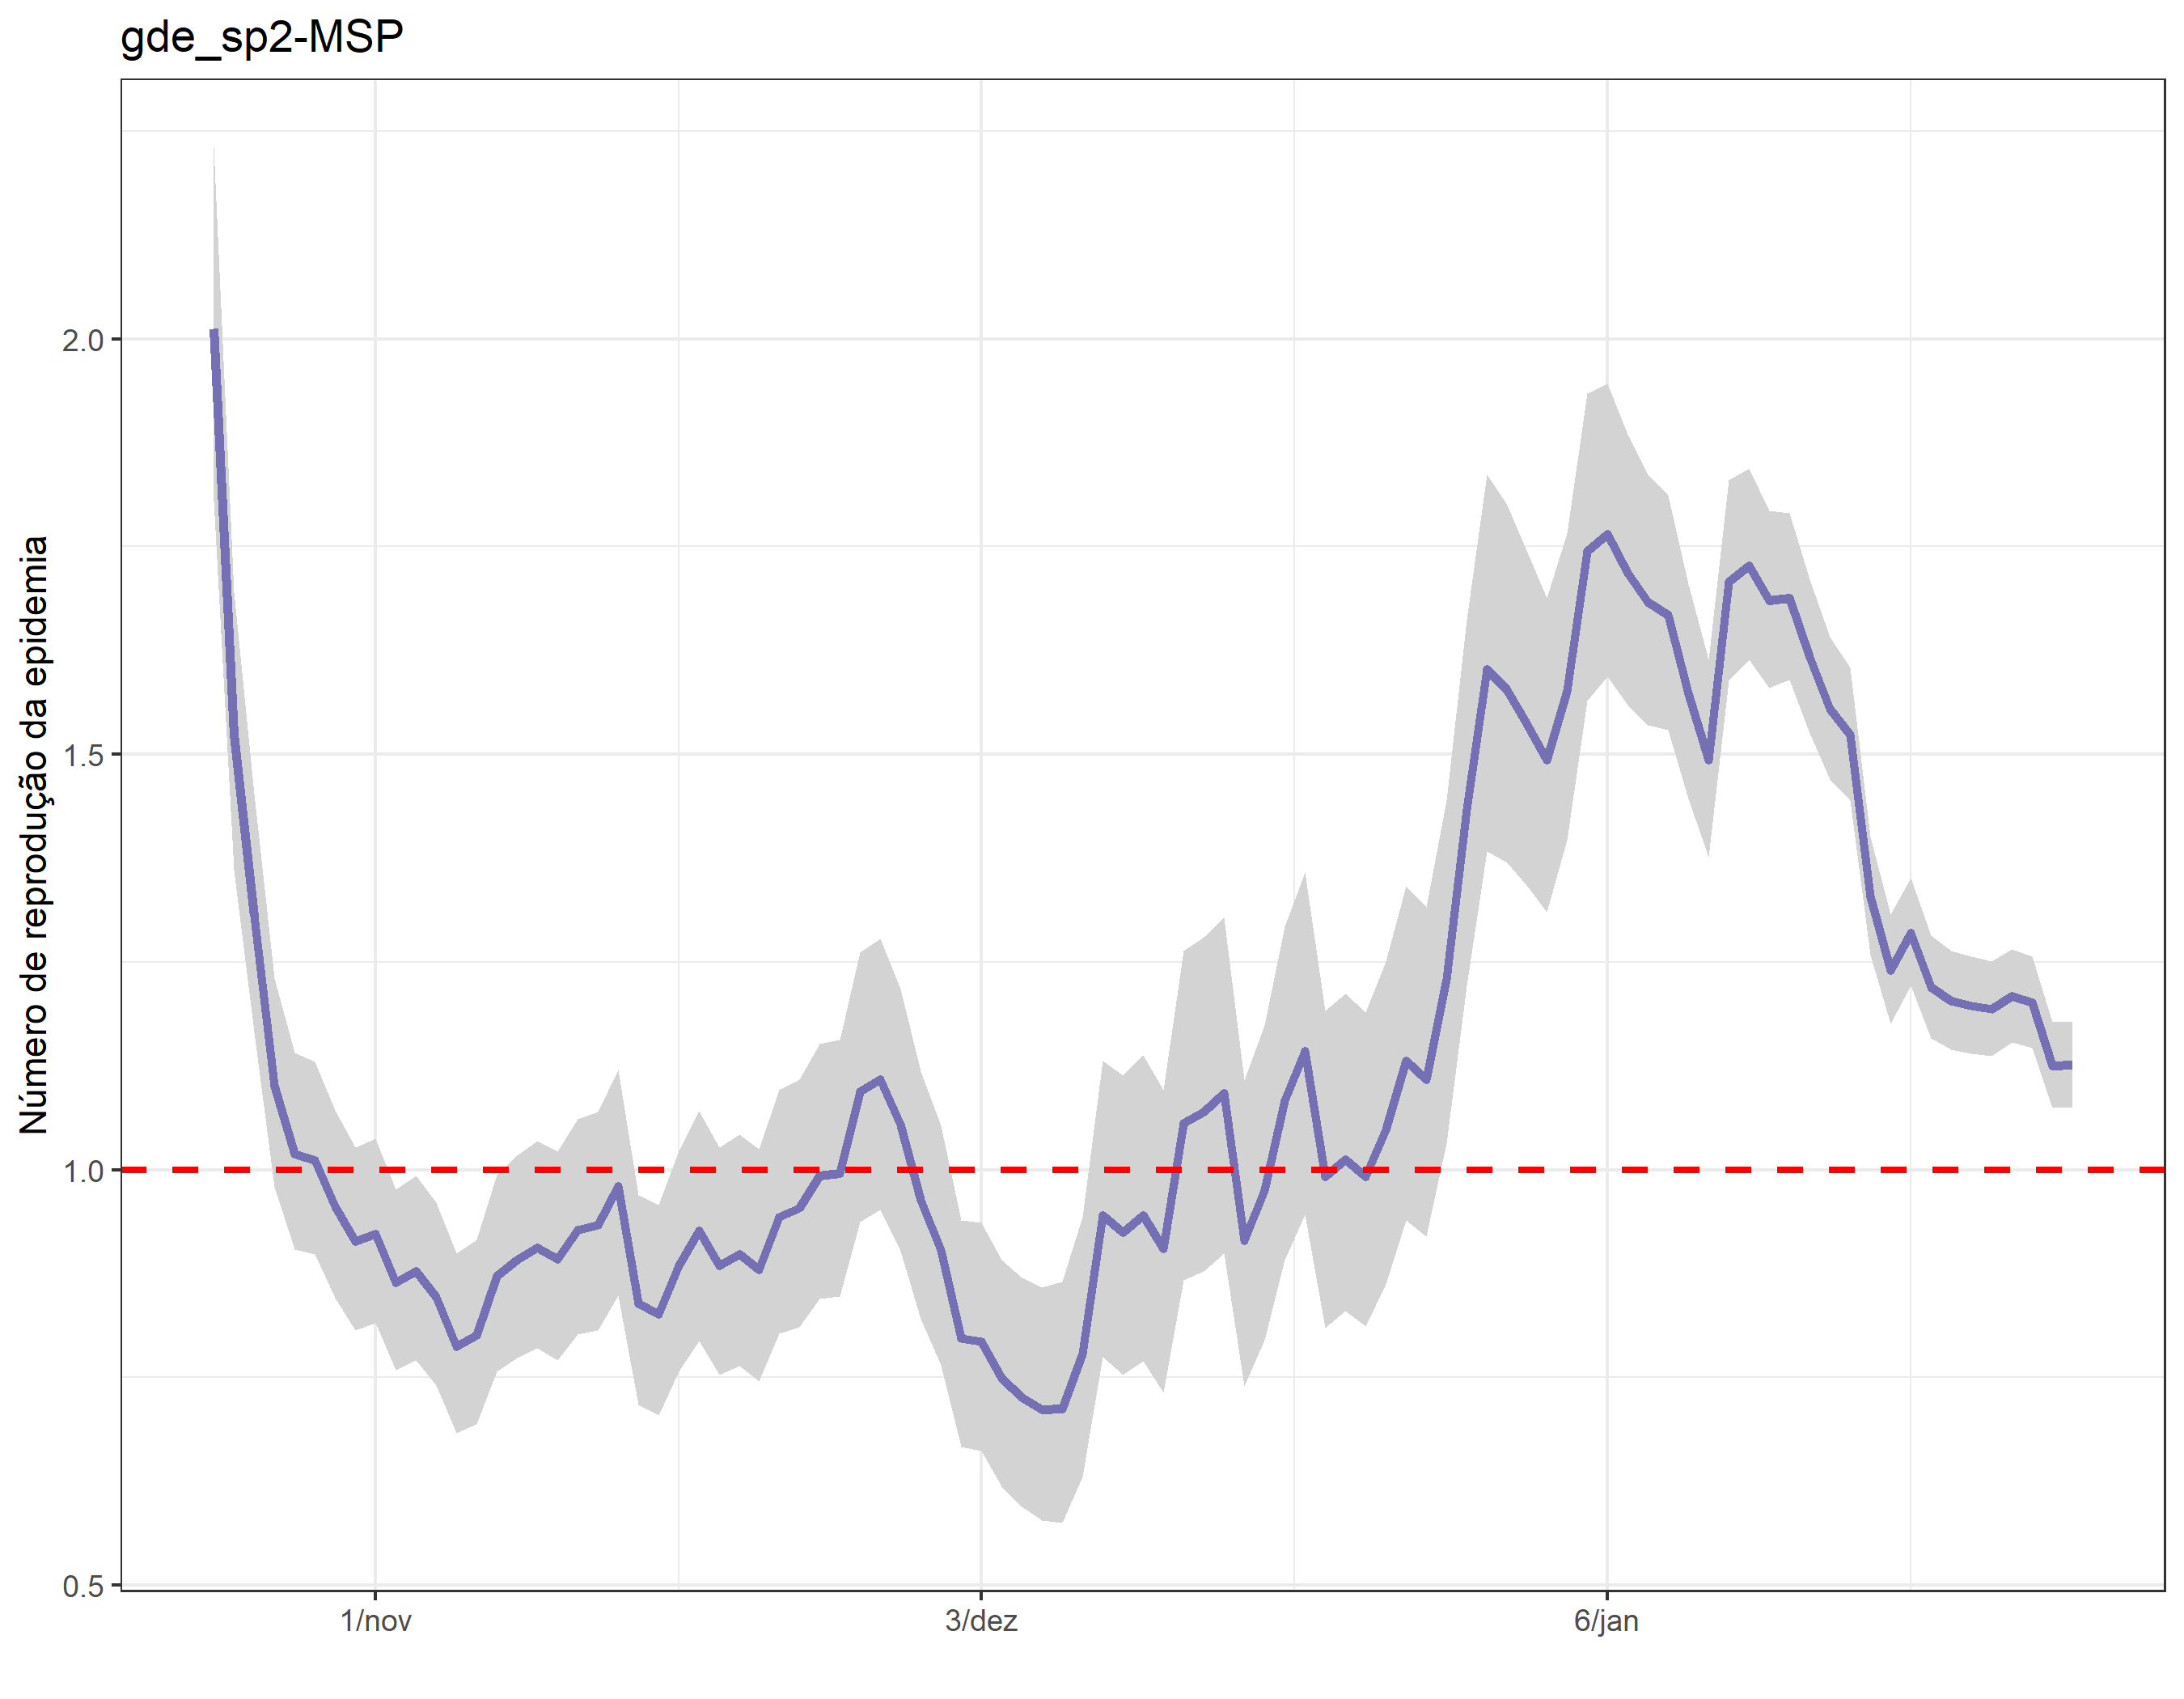 gde_sp2-MSP
Número de reprodução da epidemia
2.0
1.5
1.0
0.5
1/nov
3/dez
6/jan